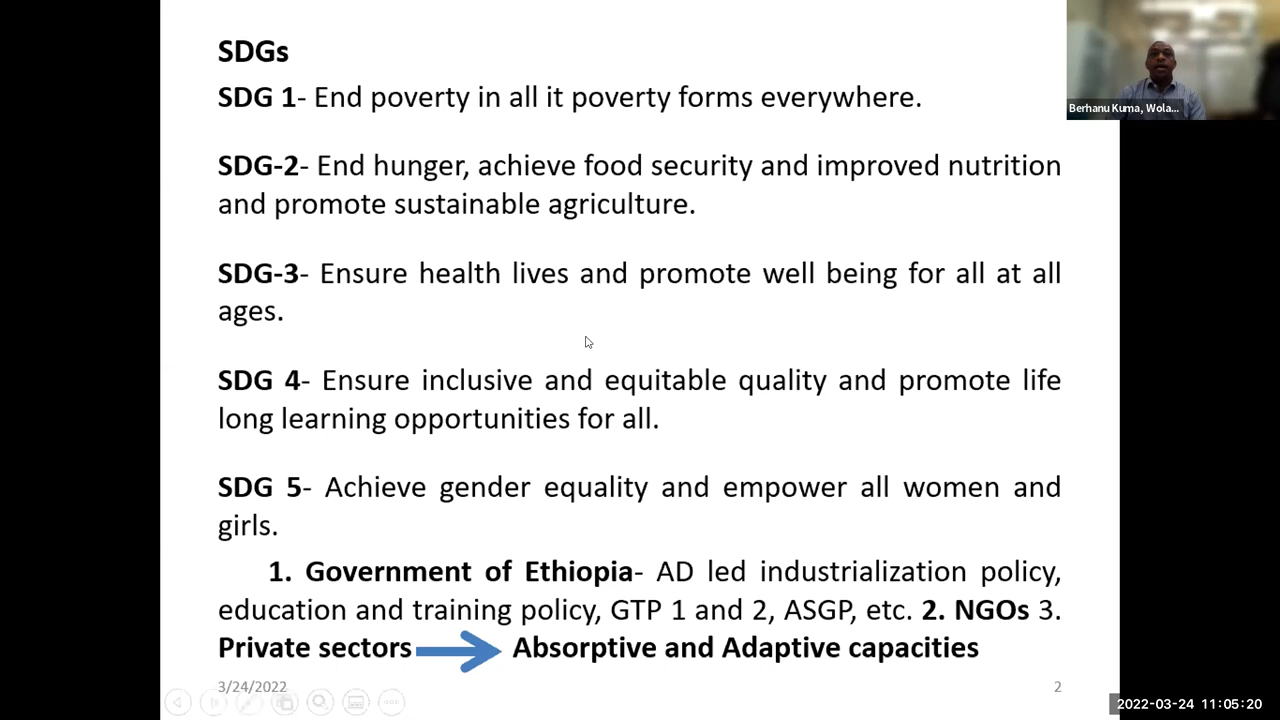 SDGs
SDG 1- End poverty in all it poverty forms everywhere.
SDG-2- End hunger, achieve food security and improved nutrition
and promote sustainable agriculture.
SDG-3- Ensure health lives and promote well being for all at all
ages.
SDG 4- Ensure inclusive and equitable quality and promote life
long learning opportunities for all.
SDG 5- Achieve gender equality and empower all women and
girls.
1. Government of Ethiopia- AD led industrialization policy,
education and training policy, GTP 1 and 2, ASGP, etc. 2. NGOs 3.
Private sectors Absorptive and Adaptive capacities
3/24/2022
2
Berhanu Kuma, Wola...
2022-03-24 11:05:20